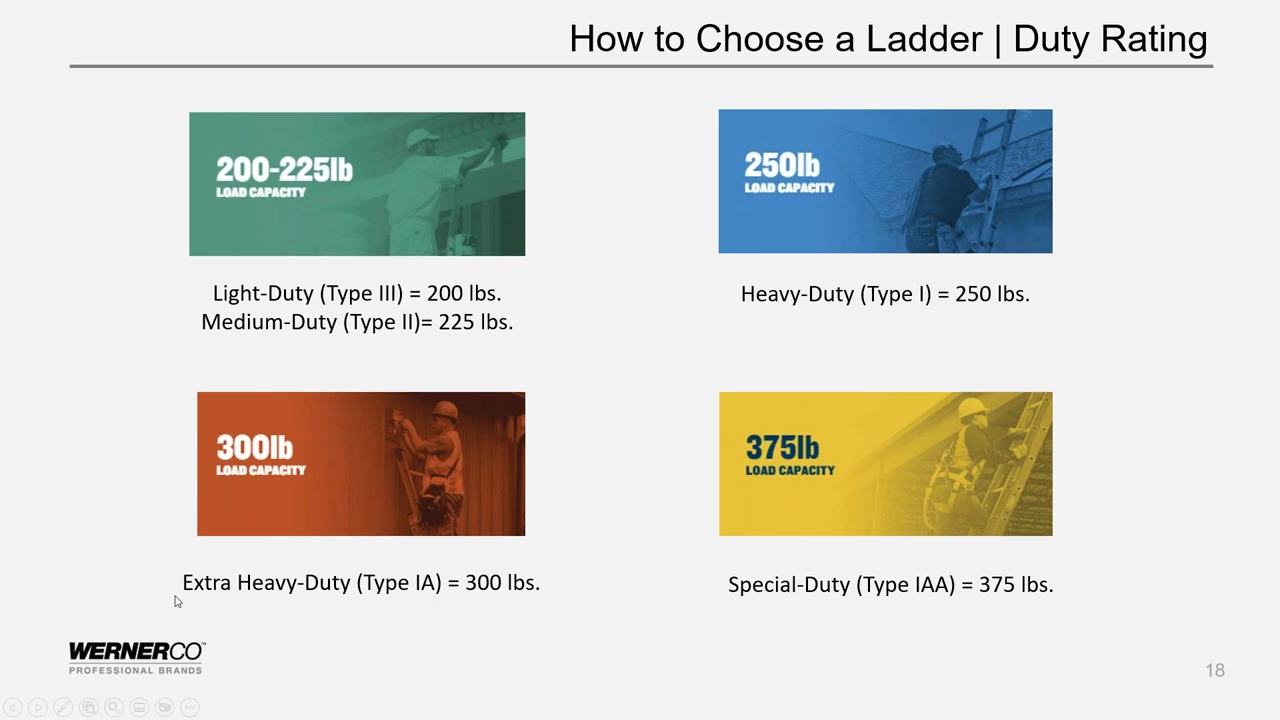 How to Choose a Ladder | Duty Rating
200-225lb
LOAD CAPACITY
Light-Duty (Type III) = 200 lbs.
Medium-Duty (Type II)= 225 lbs.
250lb
LOAD CAPACITY
Heavy-Duty (Type I) = 250 lbs.
300lb
LOAD CAPACITY
Extra Heavy-Duty (Type IA) = 300 lbs.
375lb
LOAD CAPACITY
Special-Duty (Type IAA) = 375 lbs.
WERNERCO™
PROFESSIONAL BRANDS
18